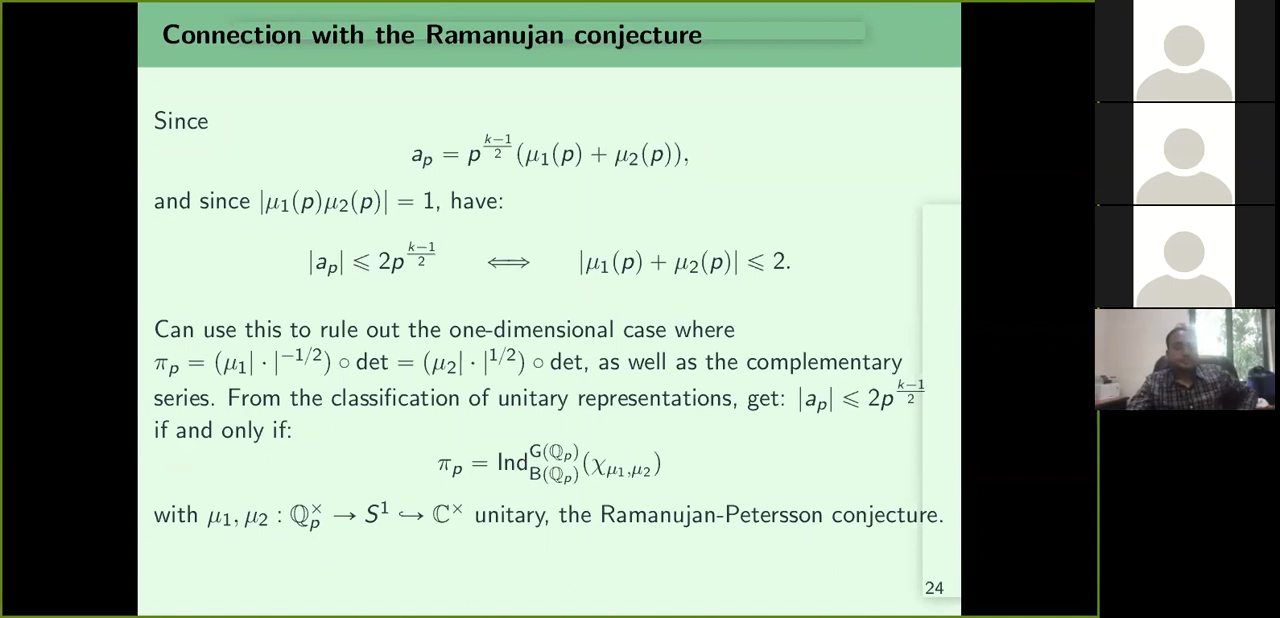 Connection with the Ramanujan conjecture
Since
a_p = p^{\frac{k-1}{2}}(μ_1(p) + μ_2(p)),
and since |μ_1(p)μ_2(p)| = 1, have:
|a_p| ⩽ 2p^{\frac{k-1}{2}} ⟺ |μ_1(p) + μ_2(p)| ⩽ 2.
Can use this to rule out the one-dimensional case where
π_p = (μ_1| · |^{-1/2}) ∘ det = (μ_2| · |^{1/2}) ∘ det, as well as the complementary
series. From the classification of unitary representations, get: |a_p| ⩽ 2p^{\frac{k-1}{2}}
if and only if:
π_p = Ind_{B(ℚ_p)}^{G(ℚ_p)}(χ_{μ_1,μ_2})
with μ_1, μ_2 : ℚ_p^× → S^1 ↪ ℂ^× unitary, the Ramanujan-Petersson conjecture.
24